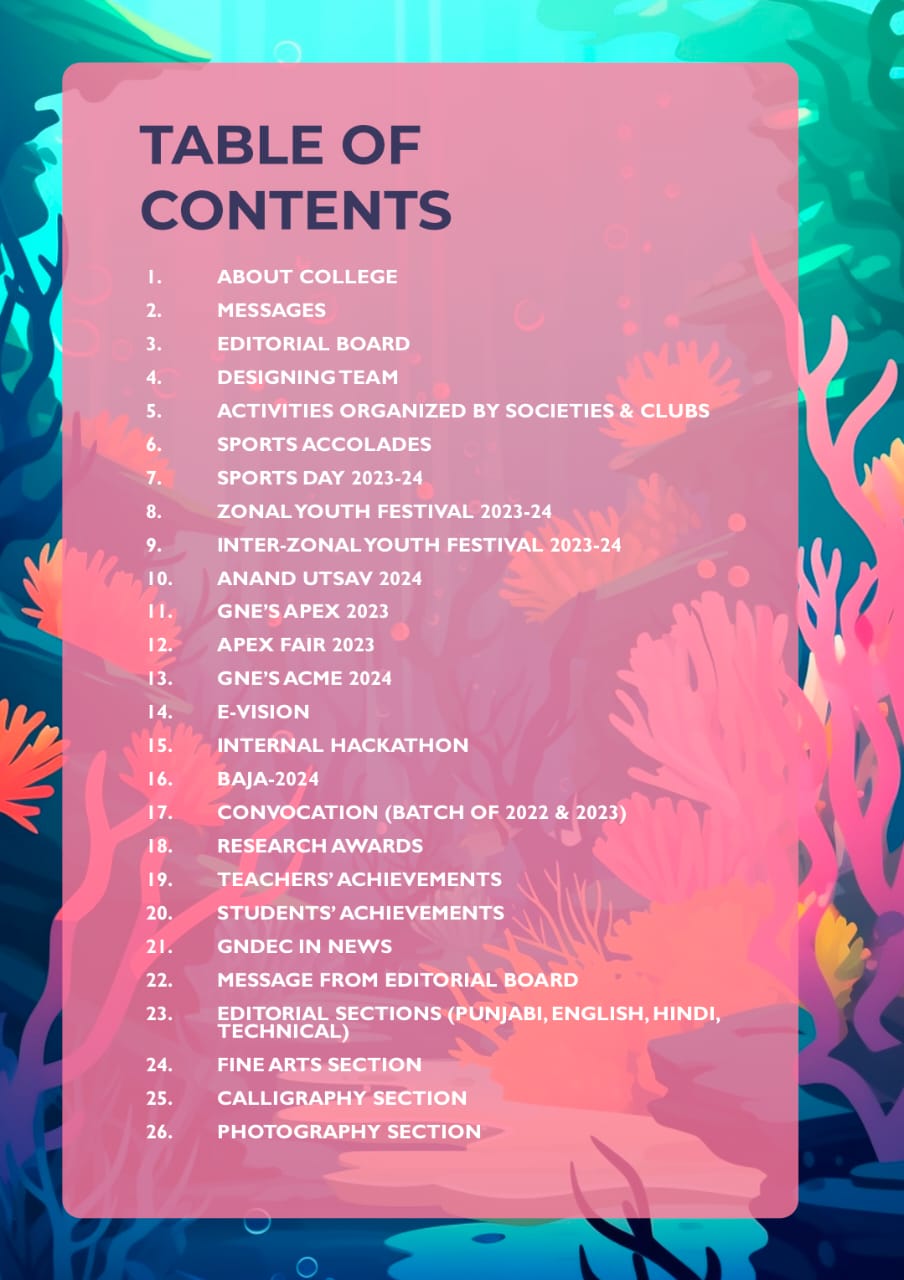 TABLE OF
CONTENTS
1. ABOUT COLLEGE
2. MESSAGES
3. EDITORIAL BOARD
4. DESIGNING TEAM
5. ACTIVITIES ORGANIZED BY SOCIETIES & CLUBS
6. SPORTS ACCOLADES
7. SPORTS DAY 2023-24
8. ZONAL YOUTH FESTIVAL 2023-24
9. INTER-ZONAL YOUTH FESTIVAL 2023-24
10. ANAND UTSAV 2024
11. GNE’S APEX 2023
12. APEX FAIR 2023
13. GNE’S ACME 2024
14. E-VISION
15. INTERNAL HACKATHON
16. BAJA-2024
17. CONVOCATION (BATCH OF 2022 & 2023)
18. RESEARCH AWARDS
19. TEACHERS’ ACHIEVEMENTS
20. STUDENTS’ ACHIEVEMENTS
21. GNDEC IN NEWS
22. MESSAGE FROM EDITORIAL BOARD
23. EDITORIAL SECTIONS (PUNJABI, ENGLISH, HINDI,
TECHNICAL)
24. FINE ARTS SECTION
25. CALLIGRAPHY SECTION
26. PHOTOGRAPHY SECTION